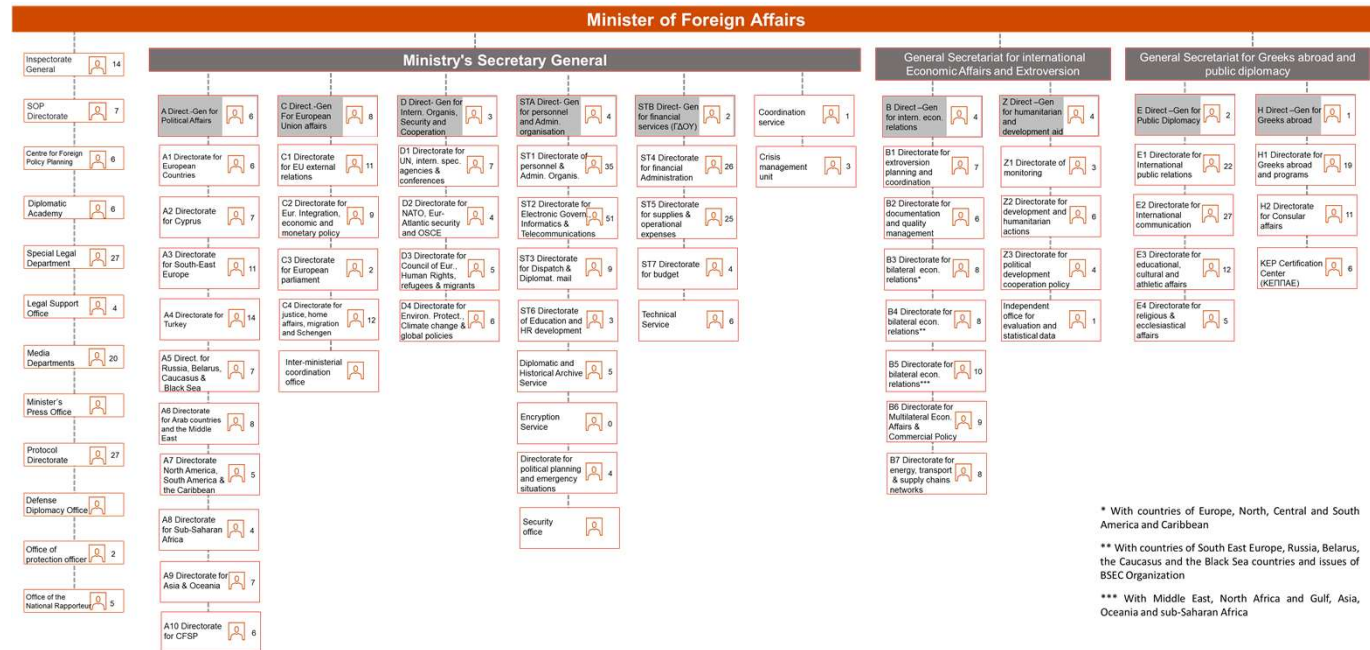 Minister of Foreign Affairs
Inspectorate
General
14
SOP
Directorate
7
Centre for Foreign
Policy Planning
6
Diplomatic
Academy
6
Special Legal
Department
27
Legal Support
Office
4
Media
Departments
20
Minister's
Press Office
Protocol
Directorate
27
Defense
Diplomacy Office
Office of
protection officer
2
Office of the
National Rapporteur
5
Ministry's Secretary General
A Direct.-Gen for
Political Affairs
6
A1 Directorate for
European
Countries
6
A2 Directorate
for Cyprus
7
A3 Directorate
for South-East
Europe
11
A4 Directorate for
Turkey
14
A5 Direct. for
Russia, Belarus,
Caucasus &
Black Sea
7
A6 Directorate
for Arab countries
and the Middle
East
8
A7 Directorate
North America,
South America &
the Caribbean
5
A8 Directorate
for Sub-Saharan
Africa
4
A9 Directorate for
Asia & Oceania
7
A10 Directorate
for CFSP
6
C Direct.-Gen
For European
Union affairs
8
C1 Directorate
for EU external
relations
11
C2 Directorate for
Eur. Integration,
economic and
monetary policy
9
C3 Directorate
for European
parliament
2
C4 Directorate for
justice, home
affairs, migration
and Schengen
12
Inter-ministerial
coordination
office
D Direct- Gen for
Intern. Organis,
Security and
Cooperation
3
D1 Directorate for
UN, intern. spec.
agencies &
conferences
7
D2 Directorate for
NATO, Eur-
Atlantic security
and OSCE
4
D3 Directorate for
Council of Eur.,
Human Rights,
refugees & migrants
5
D4 Directorate for
Environ. Protect.,
Climate change &
global policies
6
STA Direct- Gen
for personnel
and Admin.
organisation
4
ST1 Directorate of
personnel &
Admin. Organis.
35
ST2 Directorate for
Electronic Govern.
Informatics &
Telecommunications
51
ST3 Directorate
for Dispatch &
Diplomat. mail
9
ST6 Directorate
of Education and
HR development
3
Diplomatic and
Historical Archive
Service
5
Encryption
Service
0
Directorate for
political planning
and emergency
situations
4
Security
office
STB Direct- Gen
for financial
services (ΓΔΟΥ)
2
ST4 Directorate
for financial
Administration
26
ST5 Directorate
for supplies &
operational
expenses
25
ST7 Directorate
for budget
4
Technical
Service
6
Coordination
service
1
Crisis
management
unit
3
General Secretariat for international
Economic Affairs and Extroversion
B Direct –Gen
for intern. econ.
relations
4
B1 Directorate for
extroversion
planning and
coordination
7
B2 Directorate for
documentation
and quality
management
6
B3 Directorate for
bilateral econ.
relations*
8
B4 Directorate for
bilateral econ.
relations**
8
B5 Directorate for
bilateral econ.
relations***
10
B6 Directorate for
Multilateral Econ.
Affairs &
Commercial Policy
9
B7 Directorate for
energy, transport
& supply chains
networks
8
Z Direct –Gen for
humanitarian
and
development aid
4
Z1 Directorate of
monitoring
3
Z2 Directorate for
development and
humanitarian
actions
6
Z3 Directorate for
political
development
cooperation policy
4
Independent
office for
evaluation and
statistical data
1
General Secretariat for Greeks abroad and
public diplomacy
E Direct –Gen for
Public Diplomacy
2
E1 Directorate for
International
public relations
22
E2 Directorate for
International
communication
27
E3 Directorate for
educational,
cultural and
athletic affairs
12
E4 Directorate for
religious &
ecclesiastical
affairs
5
H Direct –Gen for
Greeks abroad
1
H1 Directorate for
Greeks abroad
and programs
19
H2 Directorate
for Consular
affairs
11
KEP Certification
Center
(ΚΕΠΠΑΕ)
6
* With countries of Europe, North, Central and South
America and Caribbean
** With countries of South East Europe, Russia, Belarus,
the Caucasus and the Black Sea countries and issues of
BSEC Organization
*** With Middle East, North Africa and Gulf, Asia,
Oceania and sub-Saharan Africa